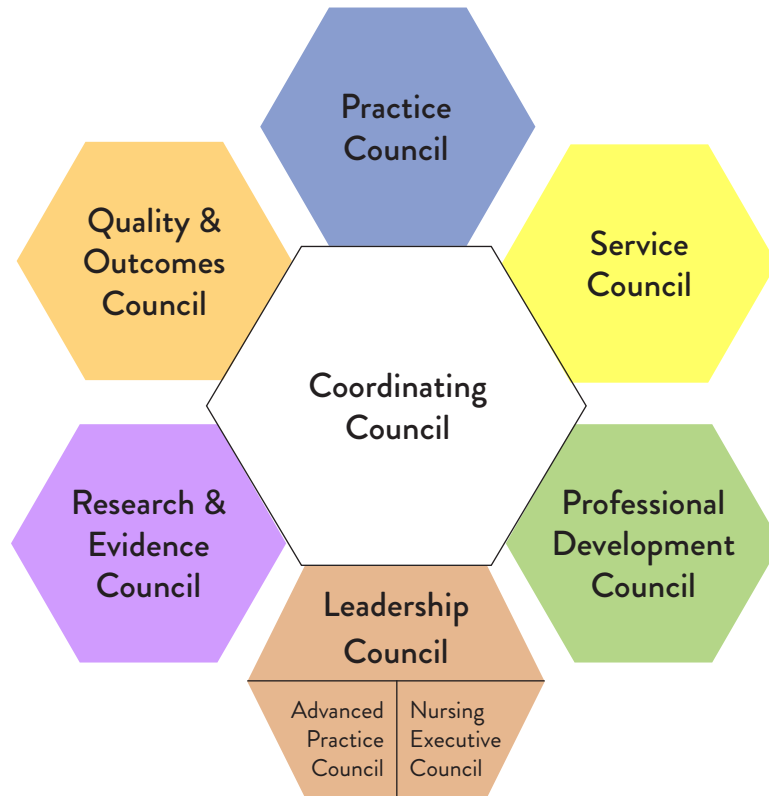 Practice
Council
Quality &
Outcomes
Council
Service
Council
Coordinating
Council
Research &
Evidence
Council
Professional
Development
Council
Leadership
Council
Advanced
Practice
Council
Nursing
Executive
Council